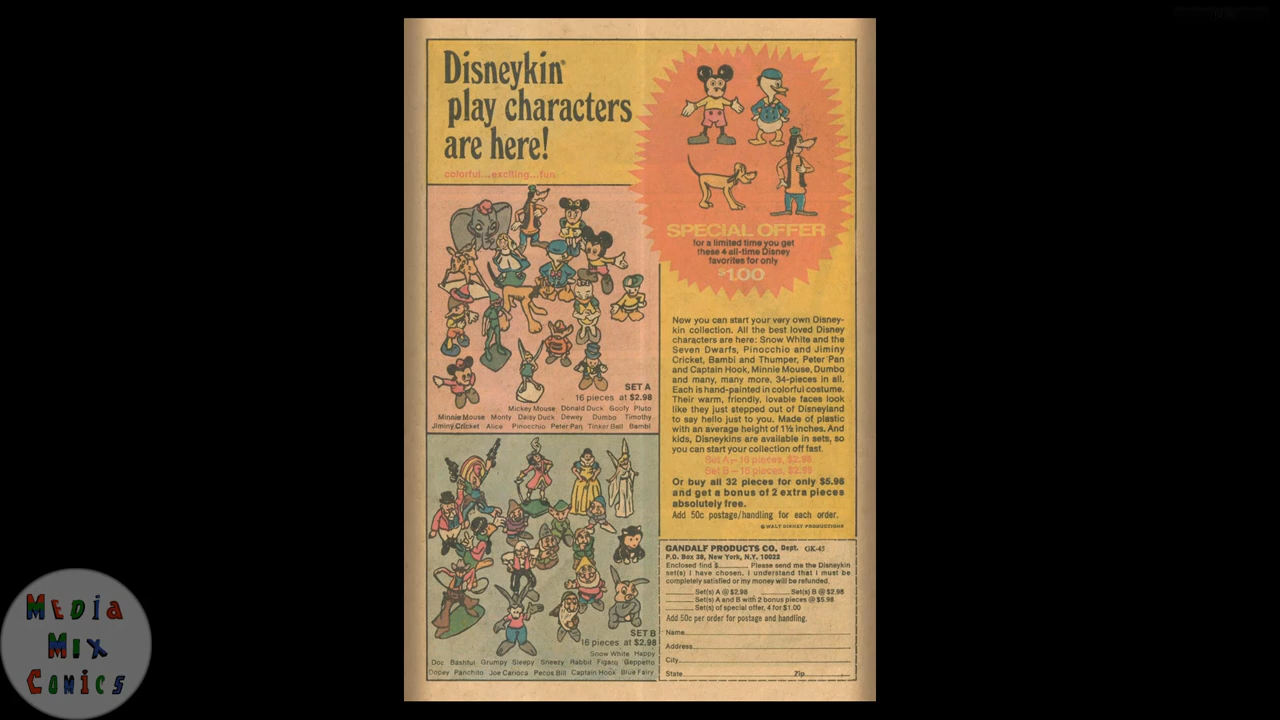 Disneykin®
play characters
are here!
colorful...exciting...fun
SPECIAL OFFER
for a limited time you get
these 4 all-time Disney
favorites for only
$1.00
SET A
16 pieces at $2.98
Mickey Mouse Donald Duck Goofy Pluto
Minnie Mouse Monty Daisy Duck Dewey Dumbo Timothy
Jiminy Cricket Alice Pinocchio Peter Pan Tinker Bell Bambi
SET B
16 pieces at $2.98
Snow White Happy
Doc Bashful Grumpy Sleepy Sneezy Rabbit Figaro Geppetto
Dopey Panchito Joe Carioca Pecos Bill Captain Hook Blue Fairy
Now you can start your very own Disney-
kin collection. All the best loved Disney
characters are here: Snow White and the
Seven Dwarfs, Pinocchio and Jiminy
Cricket, Bambi and Thumper, Peter Pan
and Captain Hook, Minnie Mouse, Dumbo
and many, many more. 34-pieces in all.
Each is hand-painted in colorful costume.
Their warm, friendly, lovable faces look
like they just stepped out of Disneyland
to say hello just to you. Made of plastic
with an average height of 1½ inches. And
kids, Disneykins are available in sets, so
you can start your collection off fast.
Set A—16 pieces, $2.98
Set B—16 pieces, $2.98
Or buy all 32 pieces for only $5.98
and get a bonus of 2 extra pieces
absolutely free.
Add 50c postage/handling for each order.
© WALT DISNEY PRODUCTIONS
GANDALF PRODUCTS CO. Dept. GK-45
P.O. Box 38, New York, N.Y. 10022
Enclosed find $ Please send me the Disneykin
set(s) I have chosen. I understand that I must be
completely satisfied or my money will be refunded.
Set(s) A @ $2.98 Set(s) B @ $2.98
Set(s) A and B with 2 bonus pieces @ $5.98
Set(s) of special offer, 4 for $1.00
Add 50c per order for postage and handling.
Name
Address
City
State Zip
MEDIA
MIX
COMICS